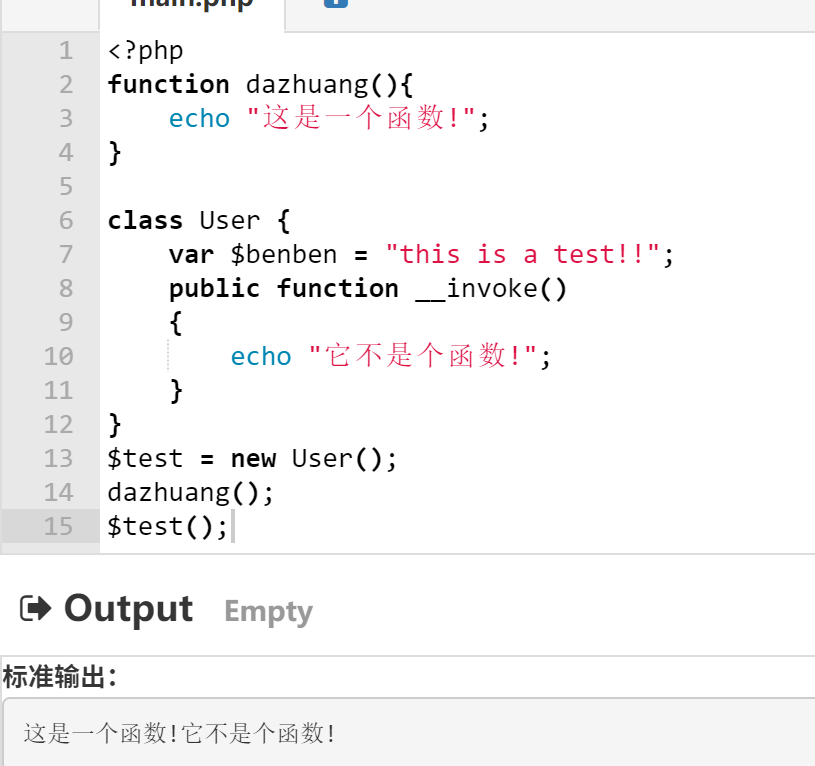 main.php
1 <?php
2 function dazhuang(){
3     echo "这是一个函数!";
4 }
5
6 class User {
7     var $benben = "this is a test!!";
8     public function __invoke()
9     {
10         echo "它不是个函数!";
11     }
12 }
13 $test = new User();
14 dazhuang();
15 $test();
Output Empty
标准输出:
这是一个函数!它不是个函数!